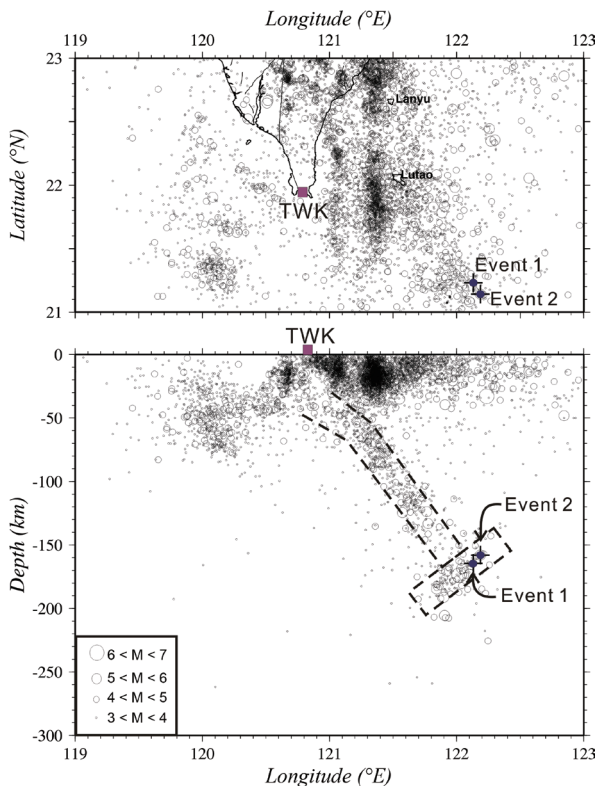 Longitude (°E)
119 120 121 122 123
23
Lanyu
Latitude (°N)
22
Lutao
TWK
Event 1
Event 2
21
TWK
0
-50
-100
Event 2
Depth (km)
-150
Event 1
-200
6 < M < 7
5 < M < 6
-250
4 < M < 5
3 < M < 4
-300
119 120 121 122 123
Longitude (°E)